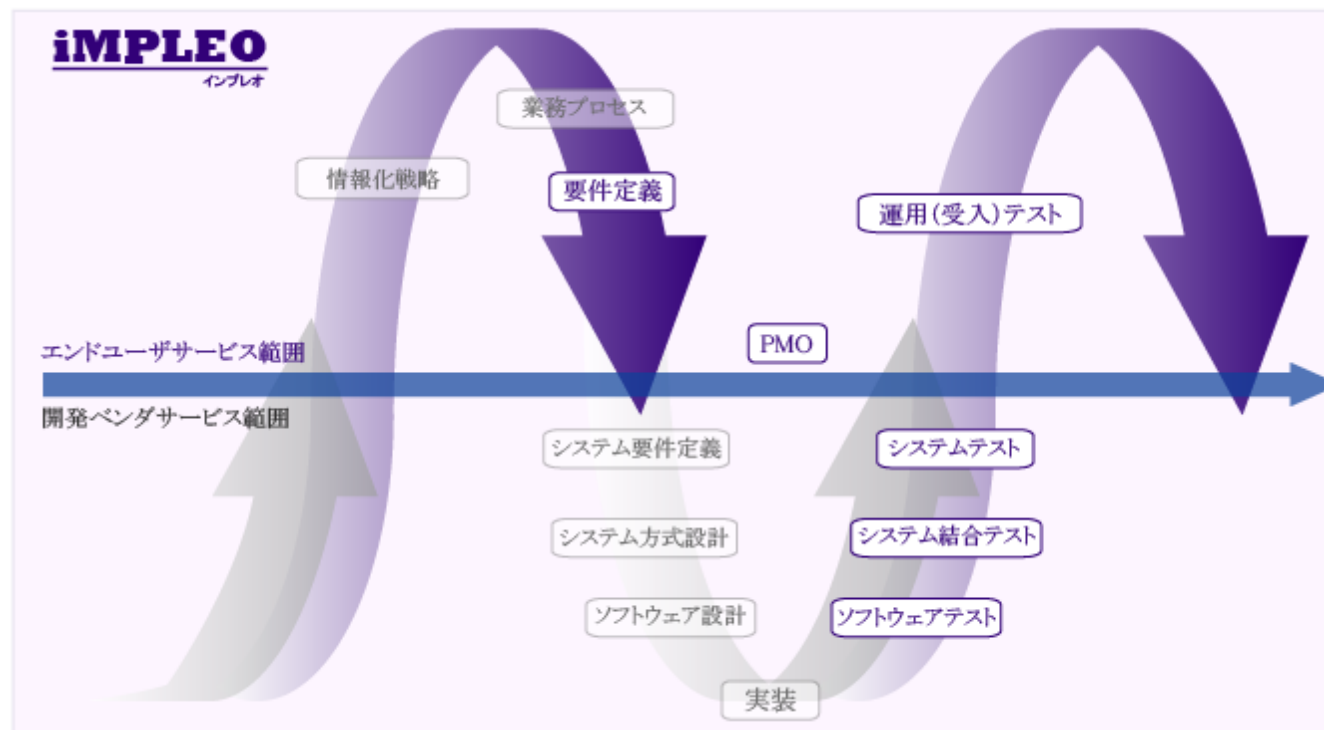 iMPLEO
インプレオ
業務プロセス
情報化戦略
要件定義
運用(受入)テスト
PMO
エンドユーザサービス範囲
開発ベンダサービス範囲
システム要件定義
システムテスト
システム方式設計
システム結合テスト
ソフトウェア設計
ソフトウェアテスト
実装